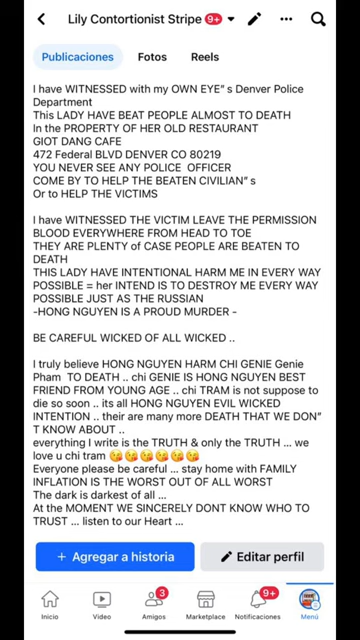 Lily Contortionist Stripe 9+
Publicaciones Fotos Reels
I have WITNESSED with my OWN EYE" s Denver Police
Department
This LADY HAVE BEAT PEOPLE ALMOST TO DEATH
In the PROPERTY OF HER OLD RESTAURANT
GIOT DANG CAFE
472 Federal BLVD DENVER CO 80219
YOU NEVER SEE ANY POLICE OFFICER
COME BY TO HELP THE BEATEN CIVILIAN" s
Or to HELP THE VICTIMS
I have WITNESSED THE VICTIM LEAVE THE PERMISSION
BLOOD EVERYWHERE FROM HEAD TO TOE
THEY ARE PLENTY of CASE PEOPLE ARE BEATEN TO
DEATH
THIS LADY HAVE INTENTIONAL HARM ME IN EVERY WAY
POSSIBLE = her INTEND IS TO DESTROY ME EVERY WAY
POSSIBLE JUST AS THE RUSSIAN
-HONG NGUYEN IS A PROUD MURDER -
BE CAREFUL WICKED OF ALL WICKED ..
I truly believe HONG NGUYEN HARM CHI GENIE Genie
Pham TO DEATH .. chi GENIE IS HONG NGUYEN BEST
FRIEND FROM YOUNG AGE .. chi TRAM is not suppose to
die so soon .. its all HONG NGUYEN EVIL WICKED
INTENTION .. their are many more DEATH THAT WE DON"
T KNOW ABOUT ..
everything I write is the TRUTH & only the TRUTH ... we
love u chi tram 😘😘😘😘😘😘
Everyone please be careful ... stay home with FAMILY
INFLATION IS THE WORST OUT OF ALL WORST
The dark is darkest of all ...
At the MOMENT WE SINCERELY DONT KNOW WHO TO
TRUST ... listen to our Heart ...
+ Agregar a historia Editar perfil
3 9+
Inicio Video Amigos Marketplace Notificaciones Menú